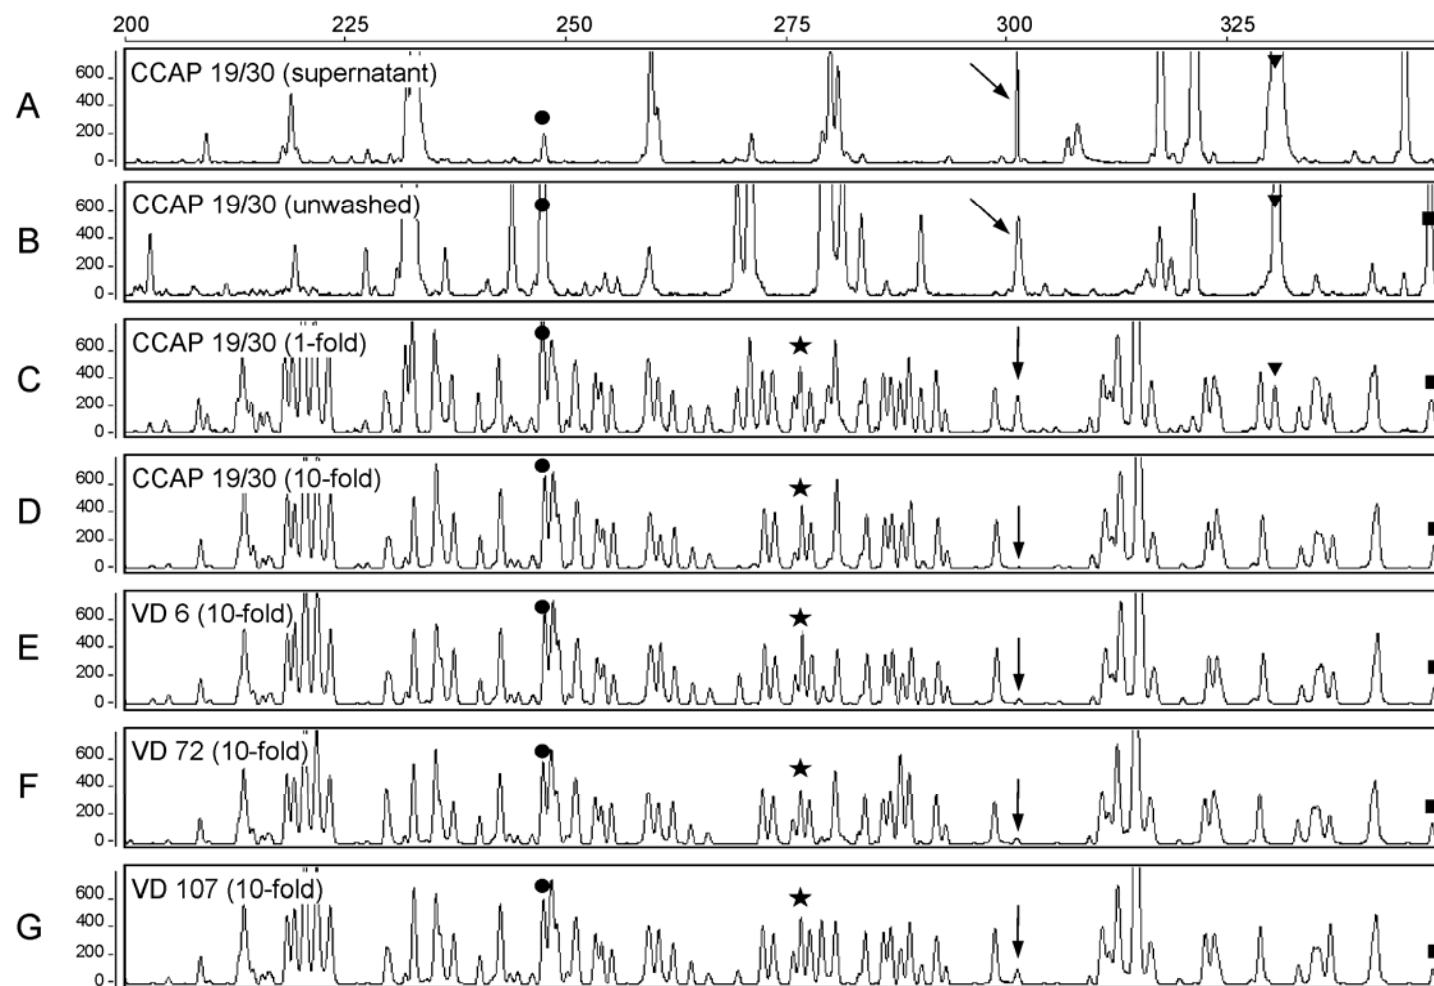 200 225 250 275 300 325
A
CCAP 19/30 (supernatant)
600
400
200
0
B
CCAP 19/30 (unwashed)
600
400
200
0
C
CCAP 19/30 (1-fold)
600
400
200
0
D
CCAP 19/30 (10-fold)
600
400
200
0
E
VD 6 (10-fold)
600
400
200
0
F
VD 72 (10-fold)
600
400
200
0
G
VD 107 (10-fold)
600
400
200
0